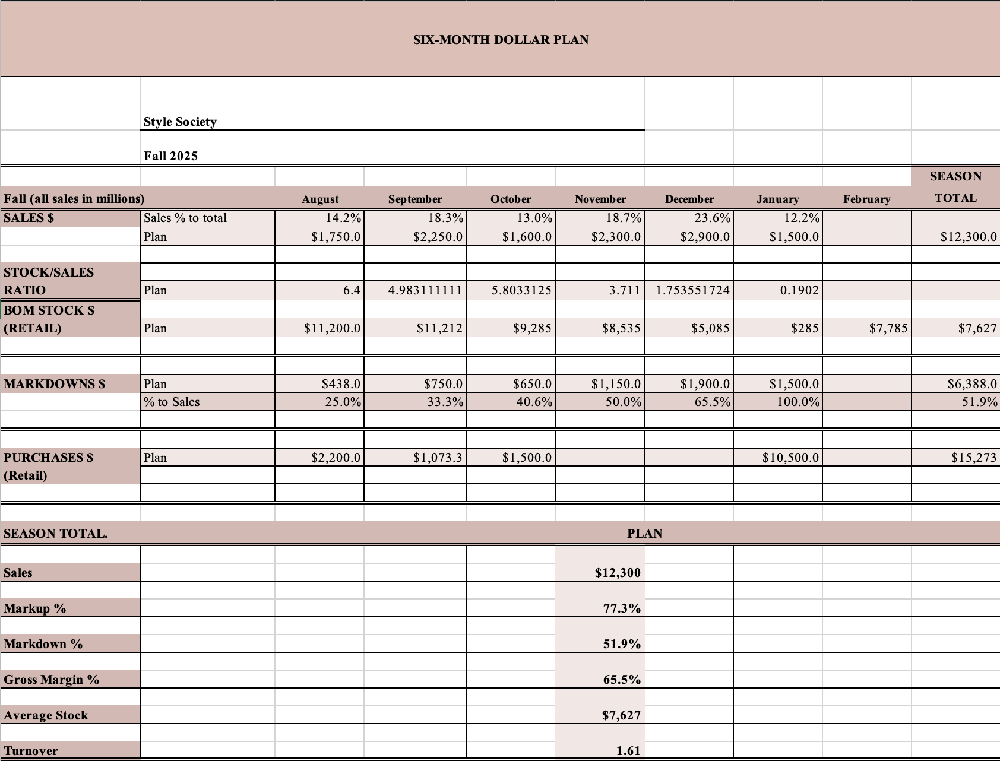 SIX-MONTH DOLLAR PLAN
Style Society
Fall 2025
SEASON
Fall (all sales in millions) August September October November December January February TOTAL
SALES $ Sales % to total 14.2% 18.3% 13.0% 18.7% 23.6% 12.2%
Plan $1,750.0 $2,250.0 $1,600.0 $2,300.0 $2,900.0 $1,500.0 $12,300.0
STOCK/SALES
RATIO Plan 6.4 4.983111111 5.8033125 3.711 1.753551724 0.1902
BOM STOCK $
(RETAIL) Plan $11,200.0 $11,212 $9,285 $8,535 $5,085 $285 $7,785 $7,627
MARKDOWNS $ Plan $438.0 $750.0 $650.0 $1,150.0 $1,900.0 $1,500.0 $6,388.0
% to Sales 25.0% 33.3% 40.6% 50.0% 65.5% 100.0% 51.9%
PURCHASES $ Plan $2,200.0 $1,073.3 $1,500.0 $10,500.0 $15,273
(Retail)
SEASON TOTAL. PLAN
Sales $12,300
Markup % 77.3%
Markdown % 51.9%
Gross Margin % 65.5%
Average Stock $7,627
Turnover 1.61